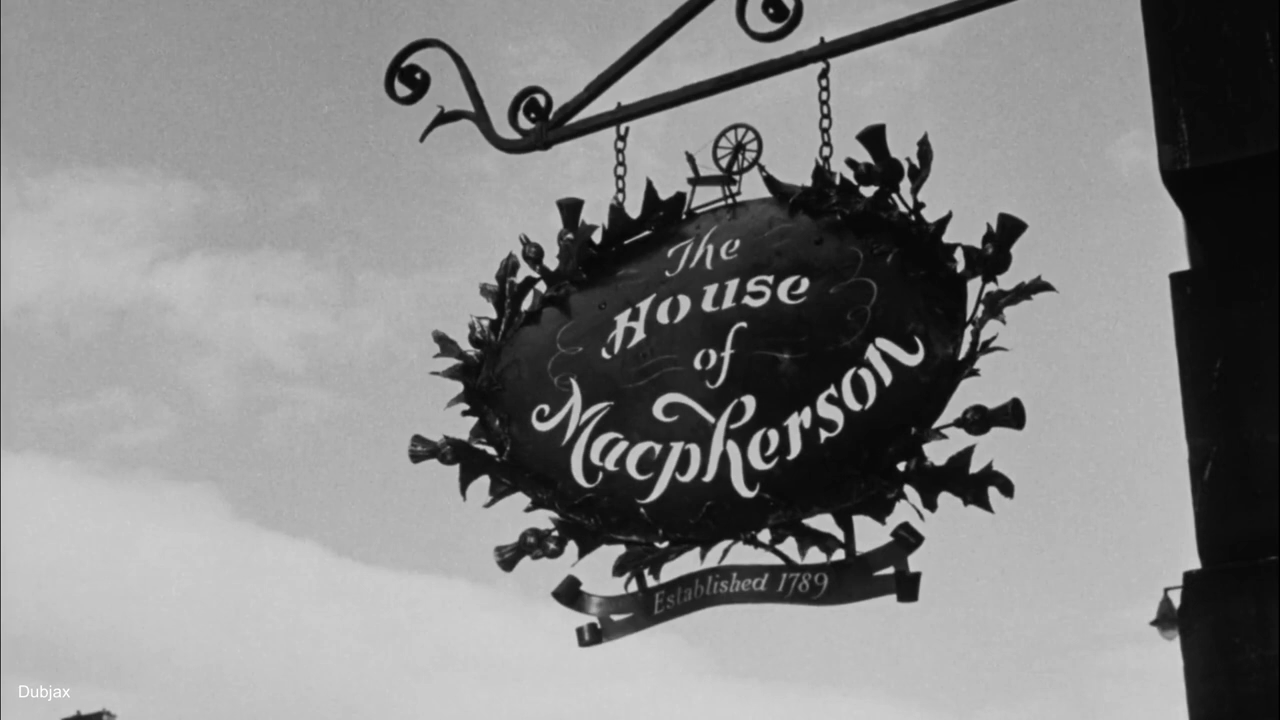 The
House
of
Macpherson
Established 1789
Dubjax